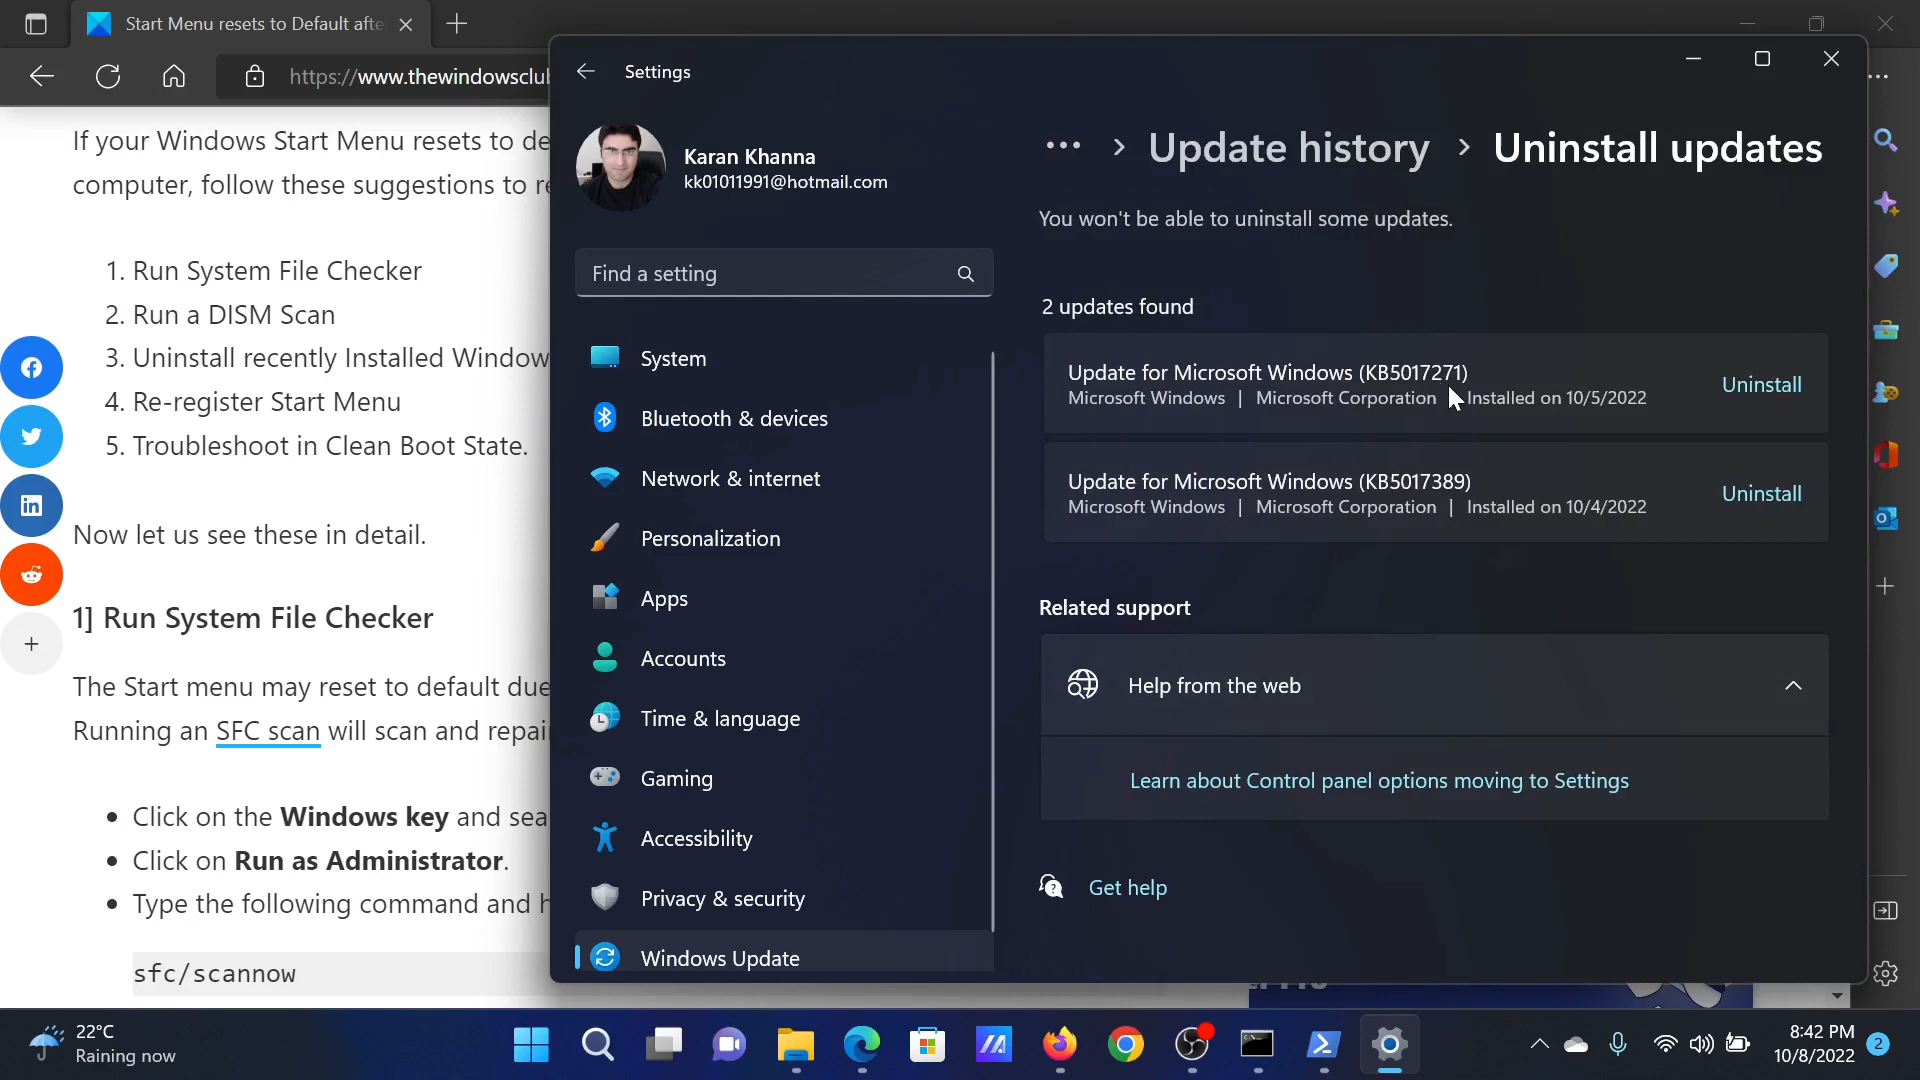 Start Menu resets to Default afte
https://www.thewindowsclub
If your Windows Start Menu resets to de
computer, follow these suggestions to re
1. Run System File Checker
2. Run a DISM Scan
3. Uninstall recently Installed Window
4. Re-register Start Menu
5. Troubleshoot in Clean Boot State.
Now let us see these in detail.
1] Run System File Checker
The Start menu may reset to default due
Running an SFC scan will scan and repai
Click on the Windows key and sea
Click on Run as Administrator.
Type the following command and h
sfc/scannow
Settings
Karan Khanna
kk01011991@hotmail.com
Find a setting
System
Bluetooth & devices
Network & internet
Personalization
Apps
Accounts
Time & language
Gaming
Accessibility
Privacy & security
Windows Update
... > Update history > Uninstall updates
You won't be able to uninstall some updates.
2 updates found
Update for Microsoft Windows (KB5017271)
Microsoft Windows | Microsoft Corporation | Installed on 10/5/2022
Uninstall
Update for Microsoft Windows (KB5017389)
Microsoft Windows | Microsoft Corporation | Installed on 10/4/2022
Uninstall
Related support
Help from the web
Learn about Control panel options moving to Settings
Get help
22°C
Raining now
8:42 PM
10/8/2022
2